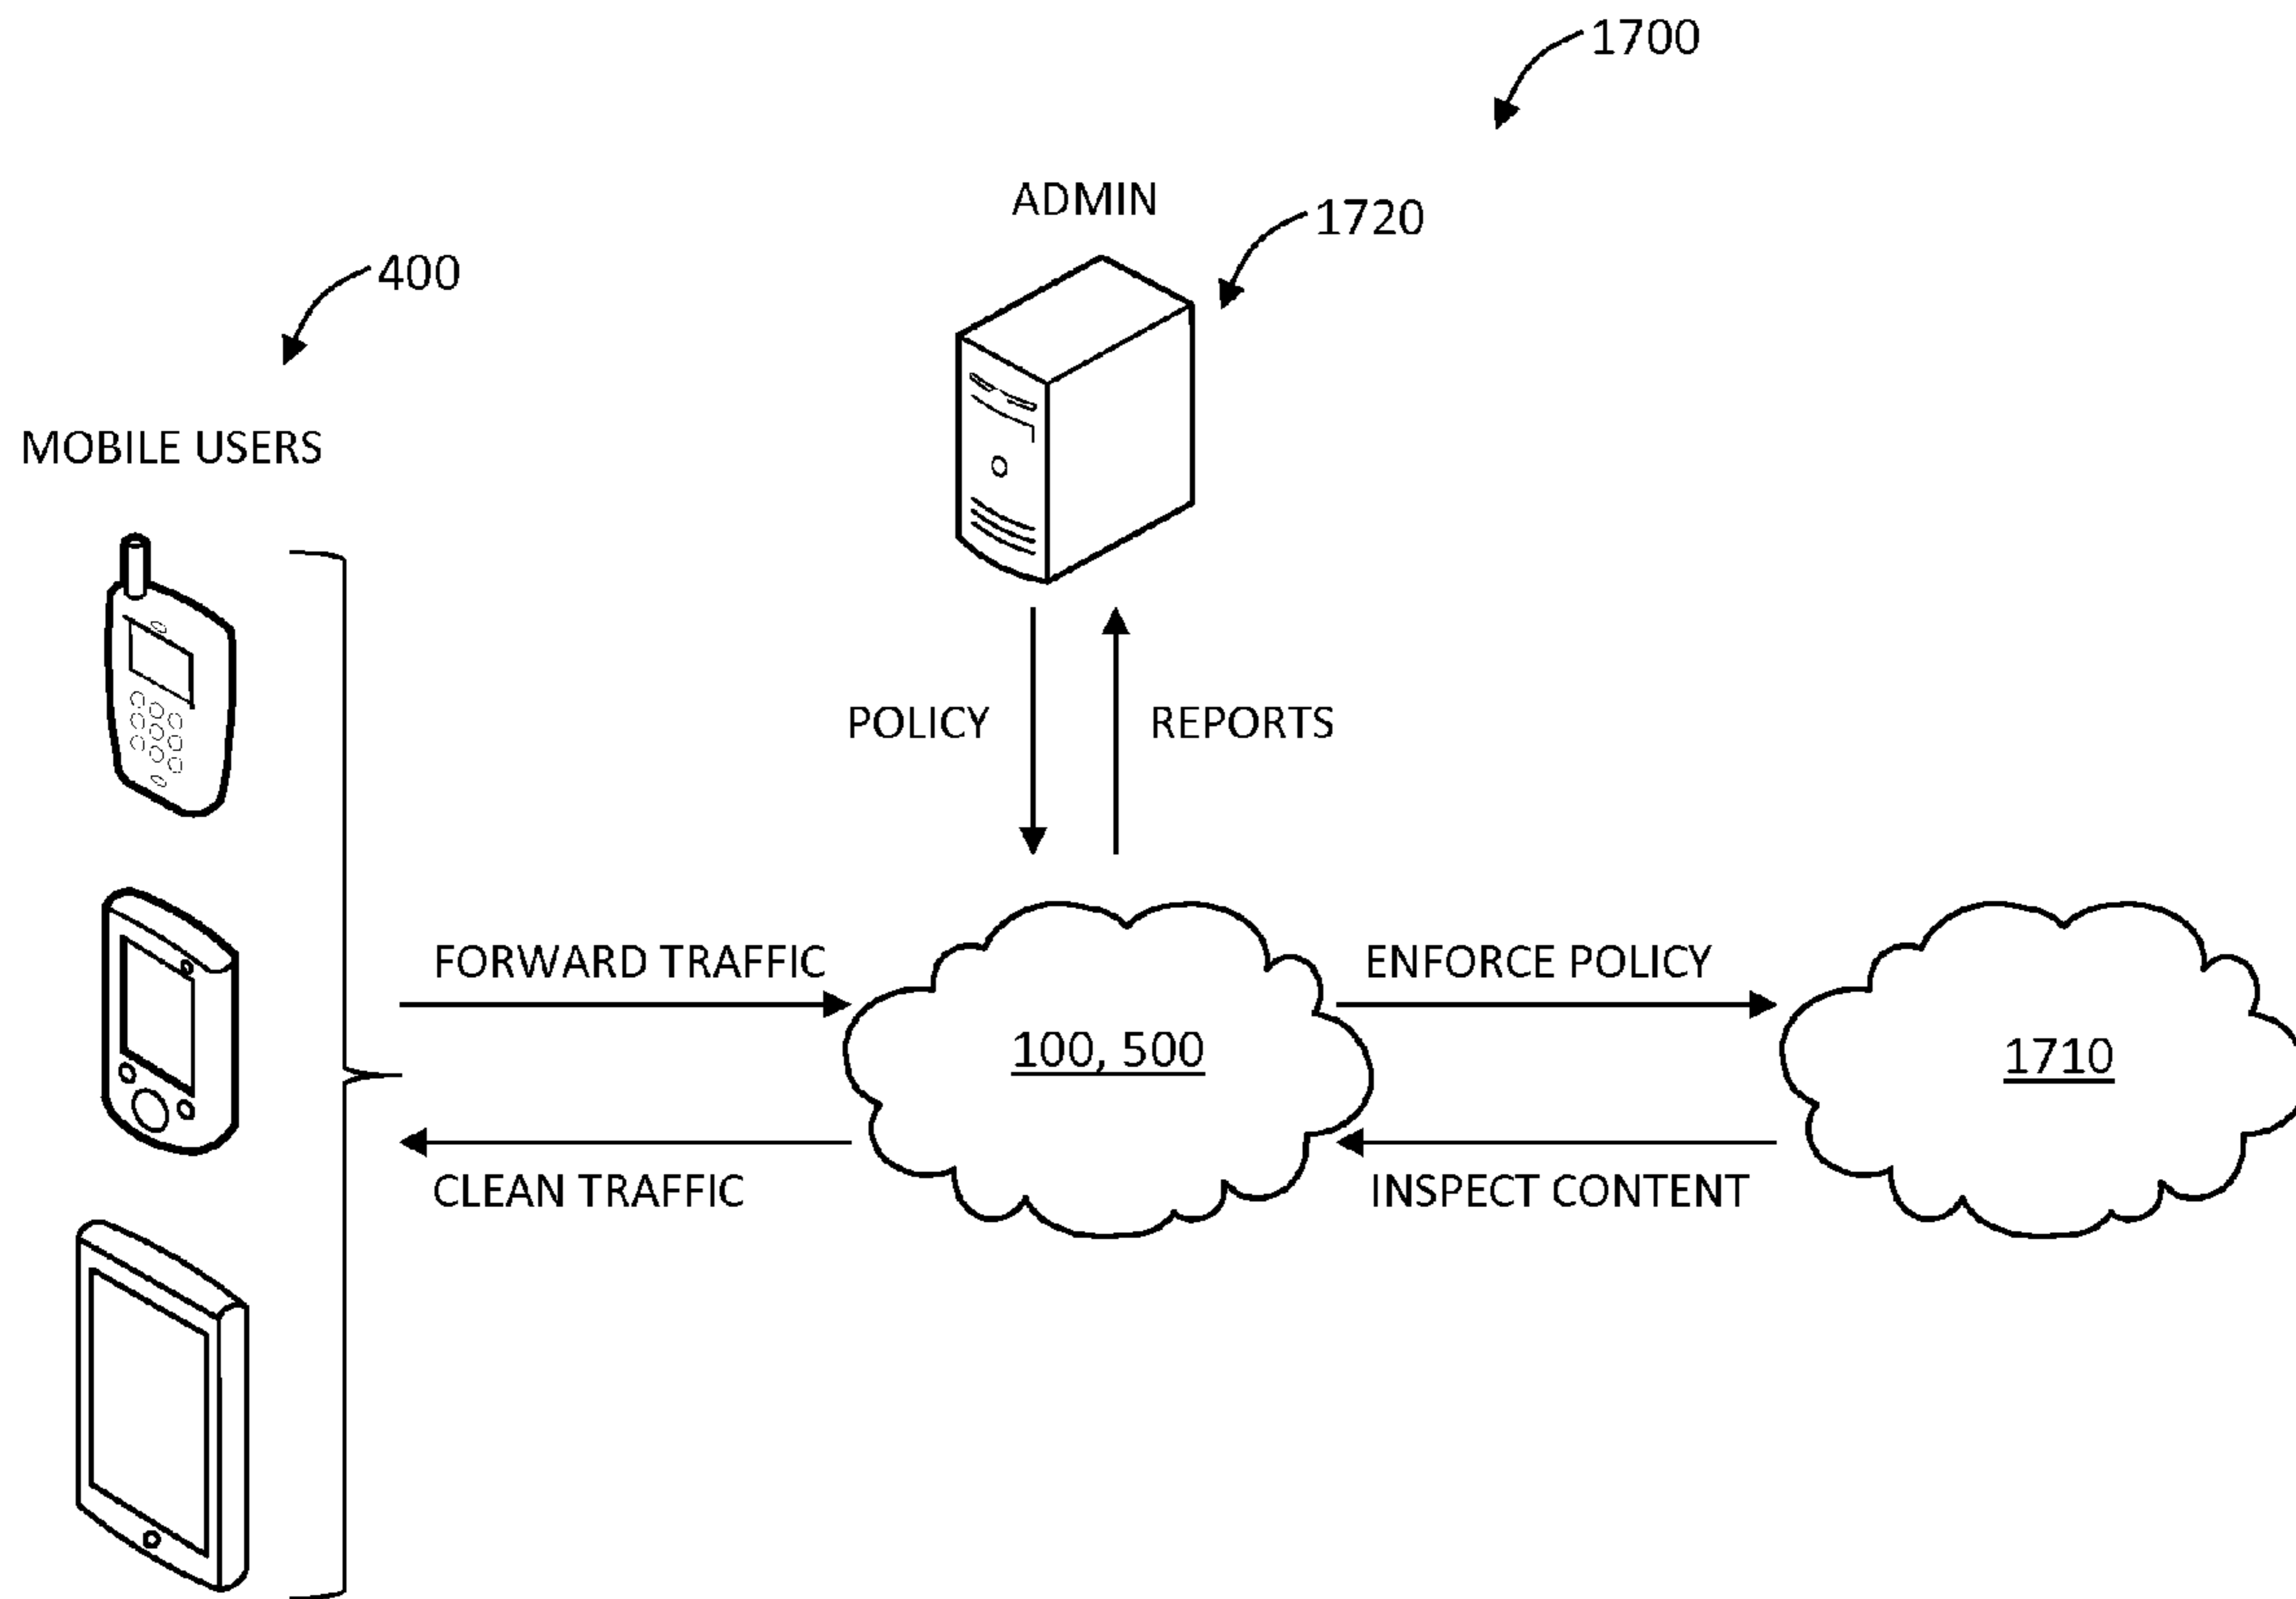 1700
ADMIN
1720
400
MOBILE USERS
POLICY
REPORTS
FORWARD TRAFFIC
ENFORCE POLICY
100, 500
1710
CLEAN TRAFFIC
INSPECT CONTENT